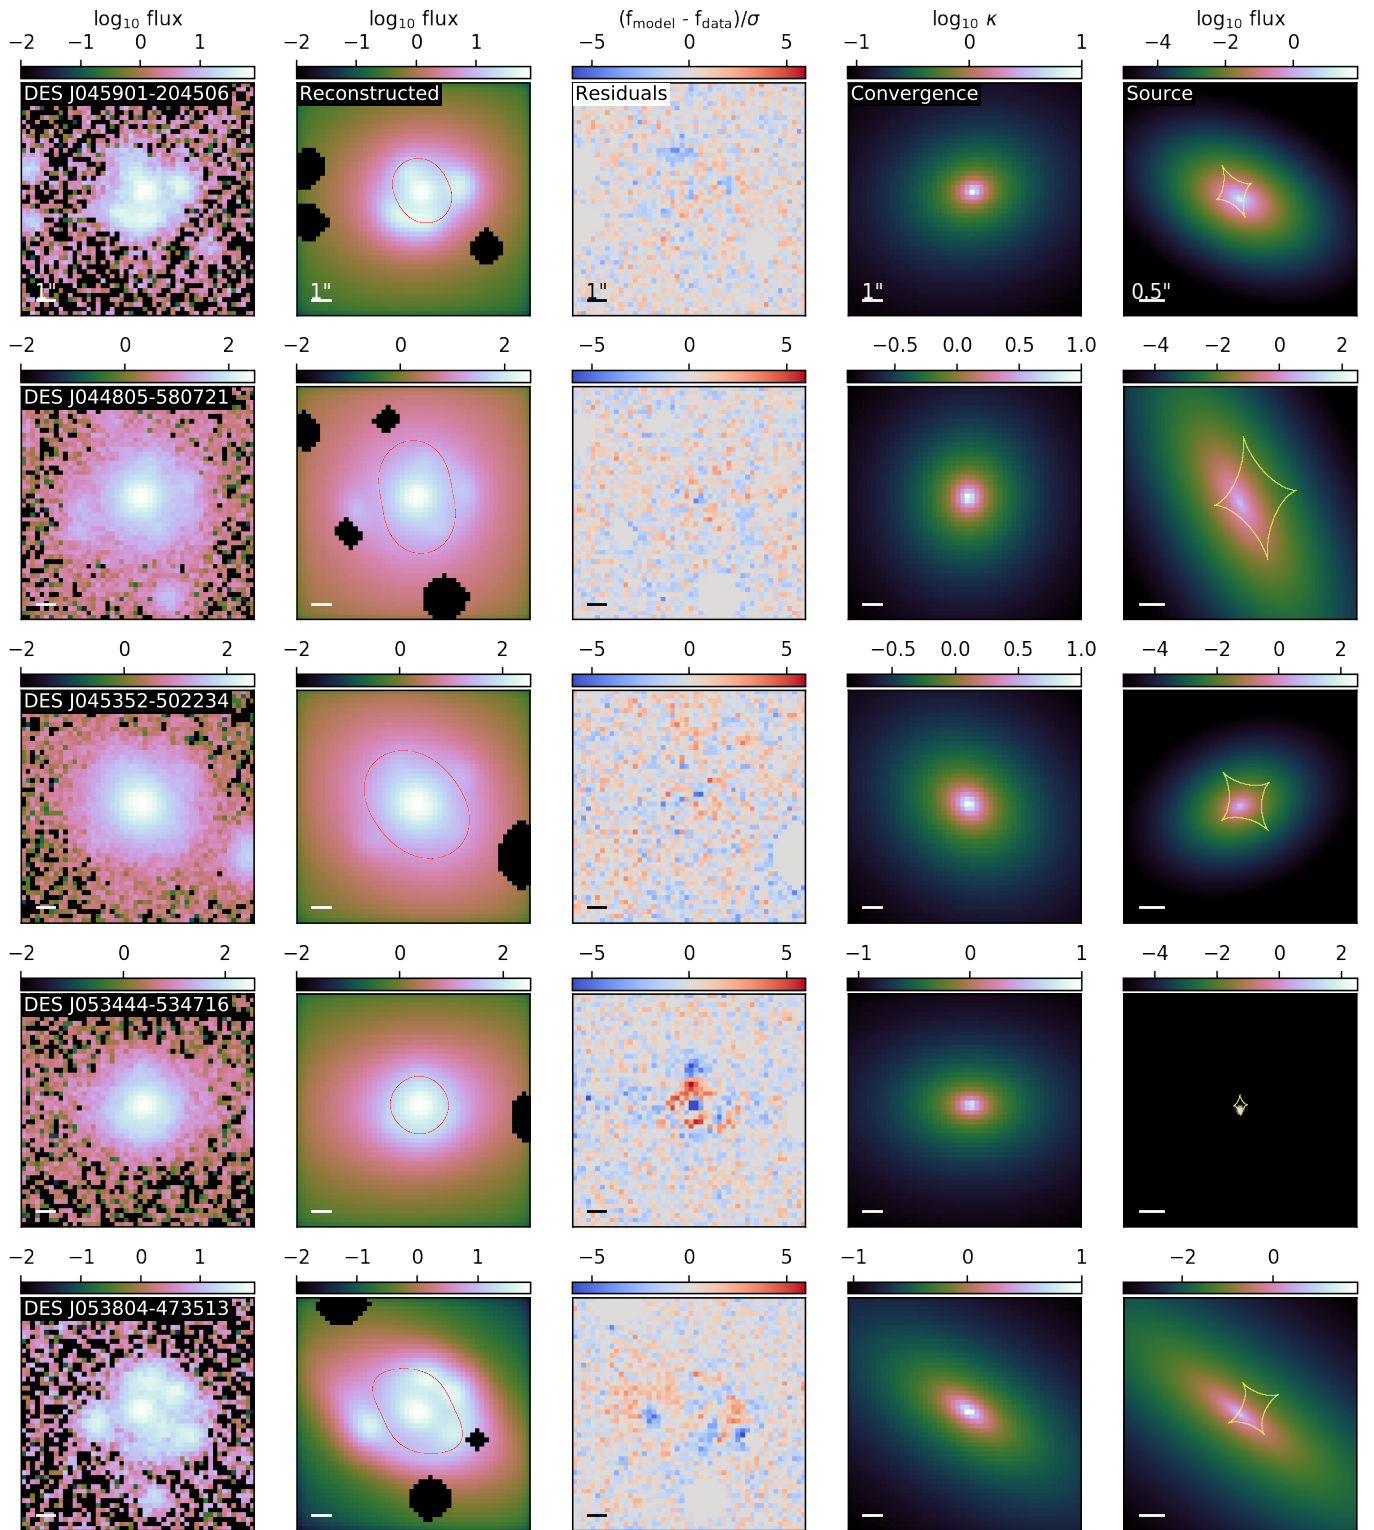 log₁₀ flux log₁₀ flux (f_model - f_data)/σ log₁₀ κ log₁₀ flux
−2 −1 0 1 −2 −1 0 1 −5 0 5 −1 0 1 −4 −2 0
DES J045901-204506 Reconstructed Residuals Convergence Source
1" 1" 1" 1" 0.5"
−2 0 2 −2 0 2 −5 0 5 −0.5 0.0 0.5 1.0 −4 −2 0 2
DES J044805-580721
−2 0 2 −2 0 2 −5 0 5 −0.5 0.0 0.5 1.0 −4 −2 0 2
DES J045352-502234
−2 0 2 −2 0 2 −5 0 5 −1 0 1 −4 −2 0 2
DES J053444-534716
−2 −1 0 1 −2 −1 0 1 −5 0 5 −1 0 1 −2 0
DES J053804-473513